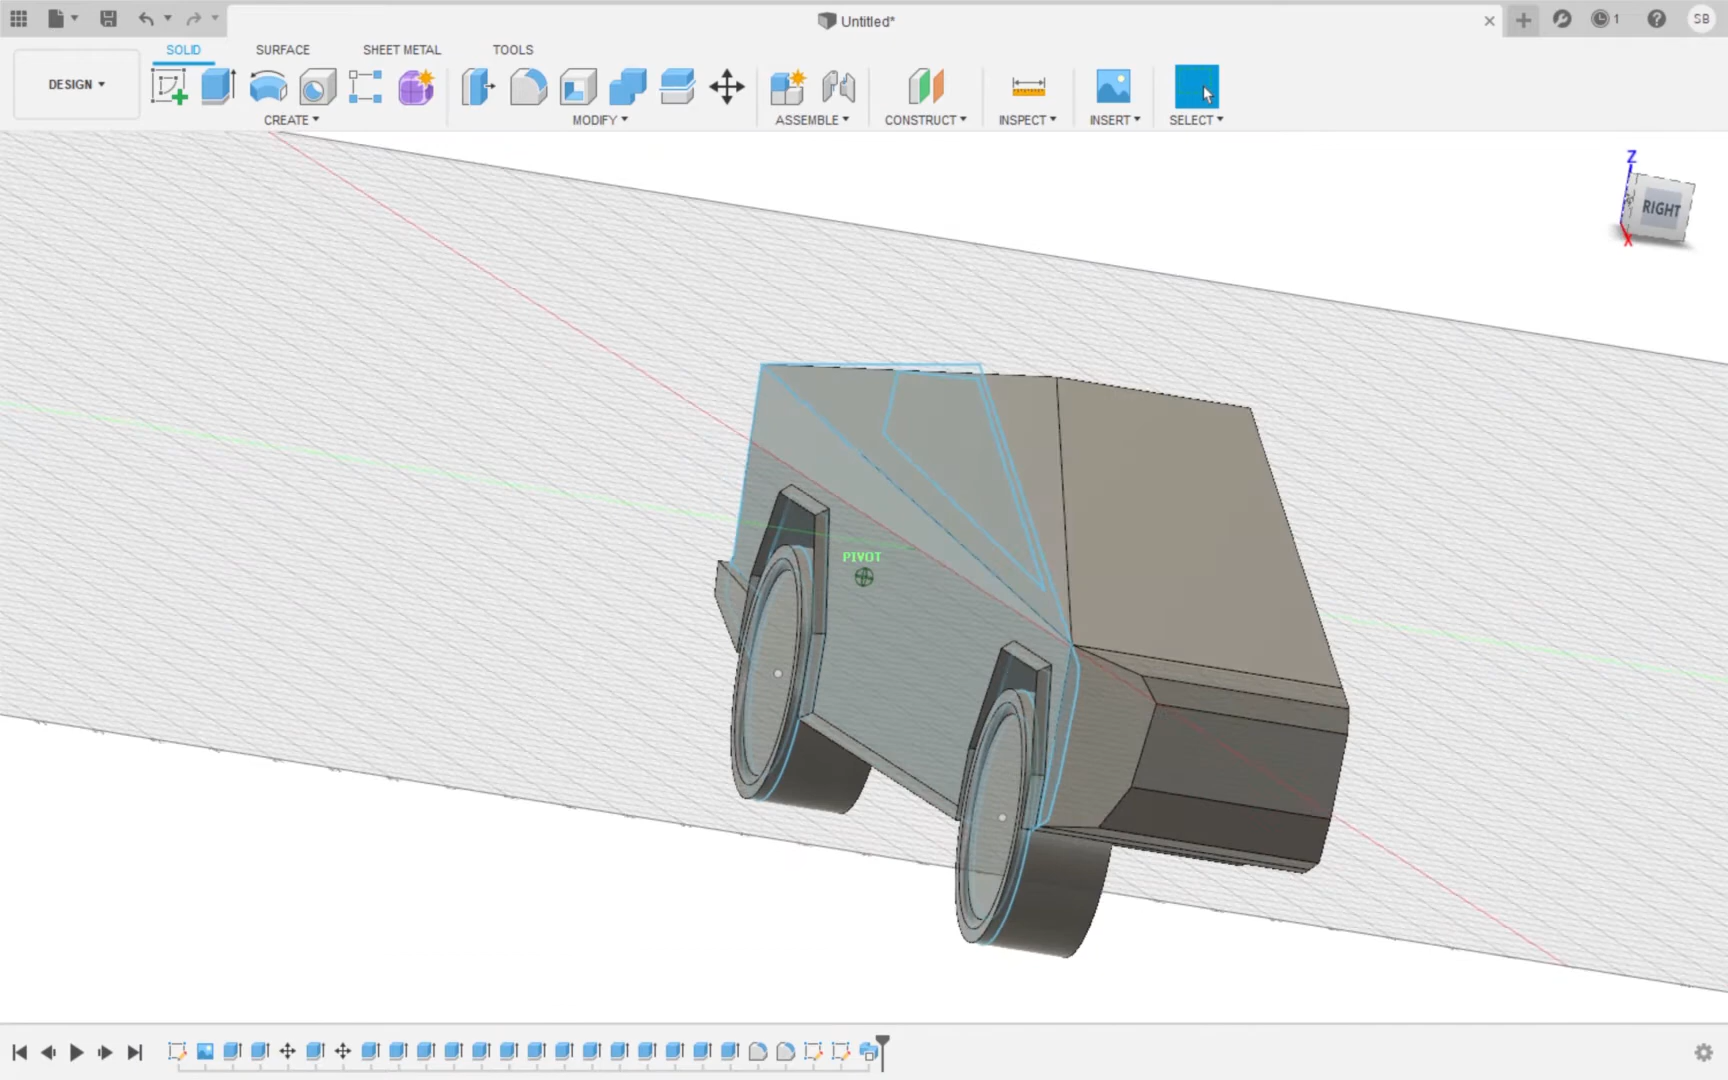 Untitled*
1
SB
DESIGN
SOLID
SURFACE
SHEET METAL
TOOLS
CREATE
MODIFY
ASSEMBLE
CONSTRUCT
INSPECT
INSERT
SELECT
Z
RIGHT
X
PIVOT